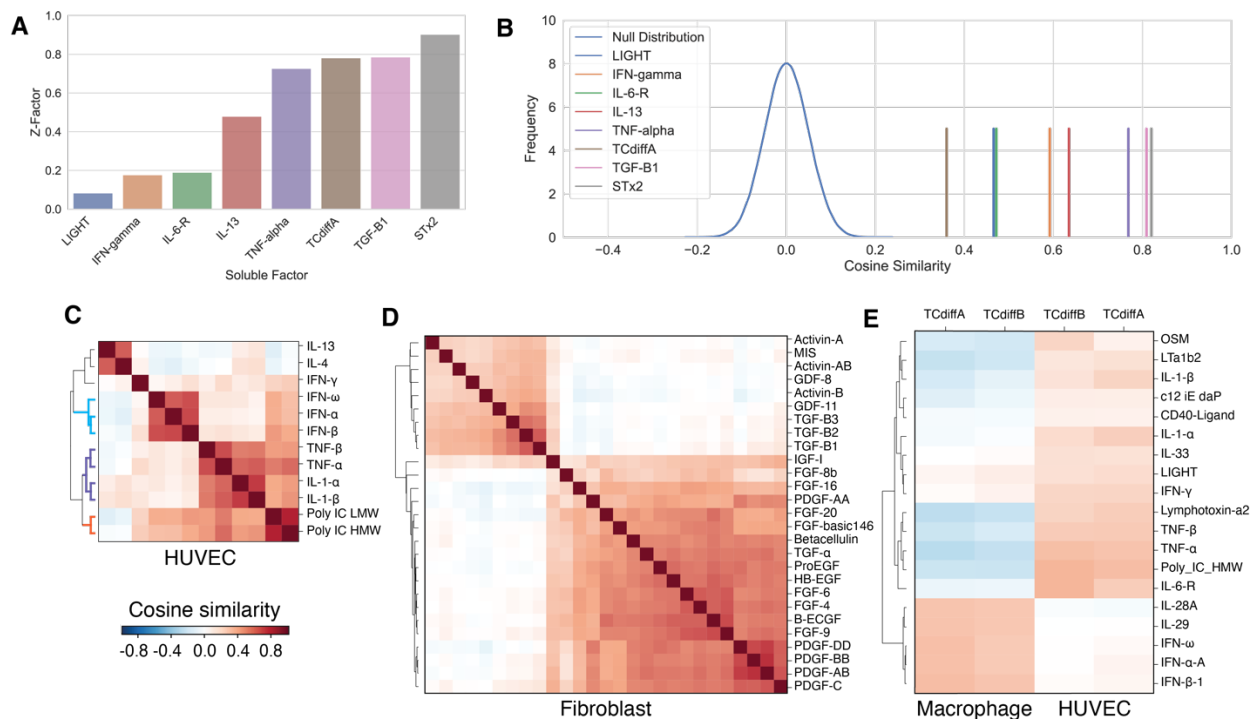 A
1.0
0.8
0.6
0.4
0.2
0.0
Z-Factor
LIGHT
IFN-gamma
IL-6-R
IL-13
TNF-alpha
TCdiffA
TGF-B1
STx2
Soluble Factor
B
10
8
6
4
2
0
Frequency
Null Distribution
LIGHT
IFN-gamma
IL-6-R
IL-13
TNF-alpha
TCdiffA
TGF-B1
STx2
−0.4
−0.2
0.0
0.2
0.4
0.6
0.8
1.0
Cosine Similarity
C
IL-13
IL-4
IFN-γ
IFN-ω
IFN-α
IFN-β
TNF-β
TNF-α
IL-1-α
IL-1-β
Poly IC LMW
Poly IC HMW
HUVEC
Cosine similarity
-0.8 -0.4 0.0 0.4 0.8
D
Activin-A
MIS
Activin-AB
GDF-8
Activin-B
GDF-11
TGF-B3
TGF-B2
TGF-B1
IGF-I
FGF-8b
FGF-16
PDGF-AA
FGF-20
FGF-basic146
Betacellulin
TGF-α
ProEGF
HB-EGF
FGF-6
FGF-4
B-ECGF
FGF-9
PDGF-DD
PDGF-BB
PDGF-AB
PDGF-C
Fibroblast
E
TCdiffA TCdiffB TCdiffB TCdiffA
OSM
LTa1b2
IL-1-β
c12 iE daP
CD40-Ligand
IL-1-α
IL-33
LIGHT
IFN-γ
Lymphotoxin-a2
TNF-β
TNF-α
Poly_IC_HMW
IL-6-R
IL-28A
IL-29
IFN-ω
IFN-α-A
IFN-β-1
Macrophage HUVEC